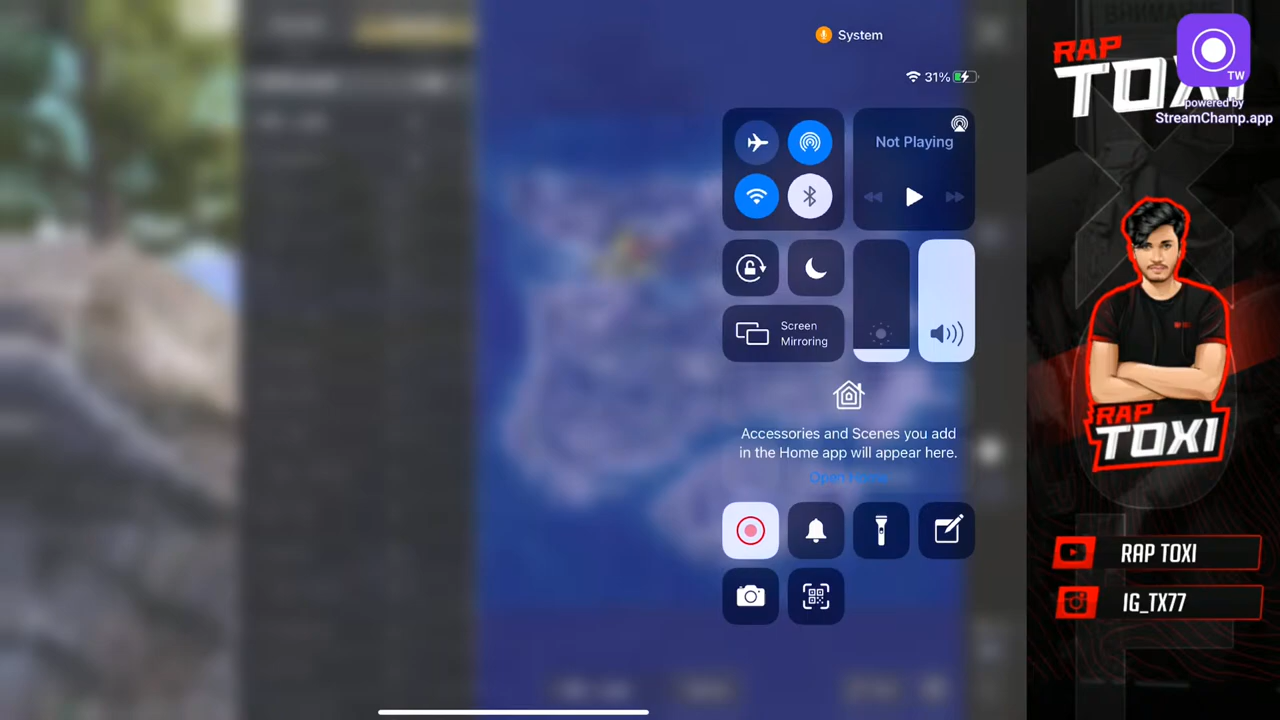 System
31%
Not Playing
Screen
Mirroring
Accessories and Scenes you add
in the Home app will appear here.
Open Home
RAP
TOXI
TW
powered by
StreamChamp.app
RAP
TOXI
RAP TOXI
IG_TX77